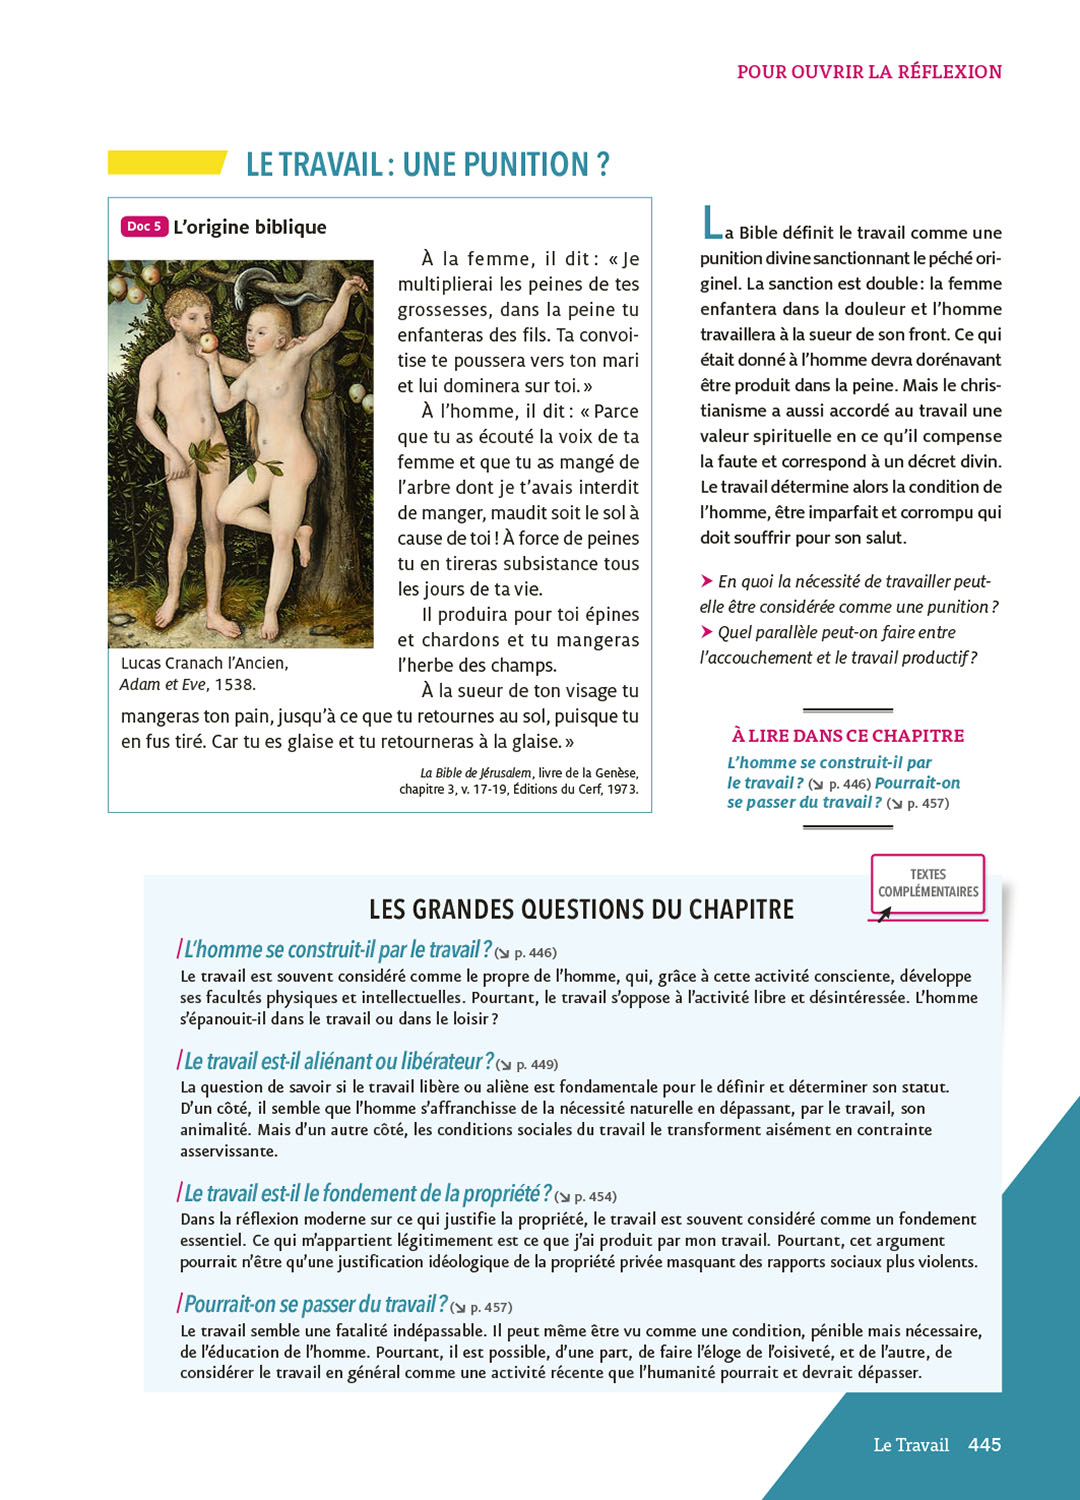 POUR OUVRIR LA RÉFLEXION
LE TRAVAIL : UNE PUNITION ?
Doc 5 L’origine biblique
À la femme, il dit : « Je
multiplierai les peines de tes
grossesses, dans la peine tu
enfanteras des fils. Ta convoi-
tise te poussera vers ton mari
et lui dominera sur toi. »
À l’homme, il dit : « Parce
que tu as écouté la voix de ta
femme et que tu as mangé de
l’arbre dont je t’avais interdit
de manger, maudit soit le sol à
cause de toi ! À force de peines
tu en tireras subsistance tous
les jours de ta vie.
Il produira pour toi épines
et chardons et tu mangeras
l’herbe des champs.
À la sueur de ton visage tu
mangeras ton pain, jusqu’à ce que tu retournes au sol, puisque tu
en fus tiré. Car tu es glaise et tu retourneras à la glaise. »
La Bible de Jérusalem, livre de la Genèse,
chapitre 3, v. 17-19, Éditions du Cerf, 1973.
Lucas Cranach l’Ancien,
Adam et Eve, 1538.
La Bible définit le travail comme une
punition divine sanctionnant le péché ori-
ginel. La sanction est double : la femme
enfantera dans la douleur et l’homme
travaillera à la sueur de son front. Ce qui
était donné à l’homme devra dorénavant
être produit dans la peine. Mais le chris-
tianisme a aussi accordé au travail une
valeur spirituelle en ce qu’il compense
la faute et correspond à un décret divin.
Le travail détermine alors la condition de
l’homme, être imparfait et corrompu qui
doit souffrir pour son salut.
➤ En quoi la nécessité de travailler peut-
elle être considérée comme une punition ?
➤ Quel parallèle peut-on faire entre
l’accouchement et le travail productif ?
À LIRE DANS CE CHAPITRE
L’homme se construit-il par
le travail ? (↘ p. 446) Pourrait-on
se passer du travail ? (↘ p. 457)
TEXTES
COMPLÉMENTAIRES
LES GRANDES QUESTIONS DU CHAPITRE
/ L’homme se construit-il par le travail ? (↘ p. 446)
Le travail est souvent considéré comme le propre de l’homme, qui, grâce à cette activité consciente, développe
ses facultés physiques et intellectuelles. Pourtant, le travail s’oppose à l’activité libre et désintéressée. L’homme
s’épanouit-il dans le travail ou dans le loisir ?
/ Le travail est-il aliénant ou libérateur ? (↘ p. 449)
La question de savoir si le travail libère ou aliène est fondamentale pour le définir et déterminer son statut.
D’un côté, il semble que l’homme s’affranchisse de la nécessité naturelle en dépassant, par le travail, son
animalité. Mais d’un autre côté, les conditions sociales du travail le transforment aisément en contrainte
asservissante.
/ Le travail est-il le fondement de la propriété ? (↘ p. 454)
Dans la réflexion moderne sur ce qui justifie la propriété, le travail est souvent considéré comme un fondement
essentiel. Ce qui m’appartient légitimement est ce que j’ai produit par mon travail. Pourtant, cet argument
pourrait n’être qu’une justification idéologique de la propriété privée masquant des rapports sociaux plus violents.
/ Pourrait-on se passer du travail ? (↘ p. 457)
Le travail semble une fatalité indépassable. Il peut même être vu comme une condition, pénible mais nécessaire,
de l’éducation de l’homme. Pourtant, il est possible, d’une part, de faire l’éloge de l’oisiveté, et de l’autre, de
considérer le travail en général comme une activité récente que l’humanité pourrait et devrait dépasser.
Le Travail 445